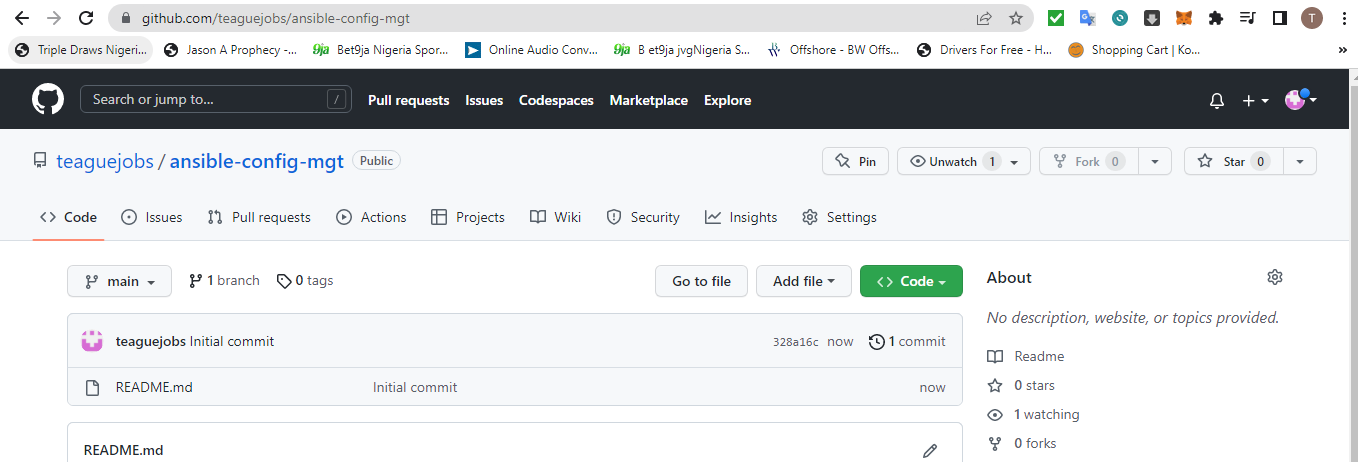 github.com/teaguejobs/ansible-config-mgt
T
Triple Draws Nigeri... Jason A Prophecy -... 9ja Bet9ja Nigeria Spor... Online Audio Conv... 9ja B et9ja jvgNigeria S... Offshore - BW Offs... Drivers For Free - H... Shopping Cart | Ko... »
Search or jump to... / Pull requests Issues Codespaces Marketplace Explore
teaguejobs / ansible-config-mgt Public Pin Unwatch 1 Fork 0 Star 0
Code Issues Pull requests Actions Projects Wiki Security Insights Settings
main 1 branch 0 tags Go to file Add file Code
About
No description, website, or topics provided.
teaguejobs Initial commit 328a16c now 1 commit
Readme
README.md Initial commit now
0 stars
1 watching
0 forks
README.md